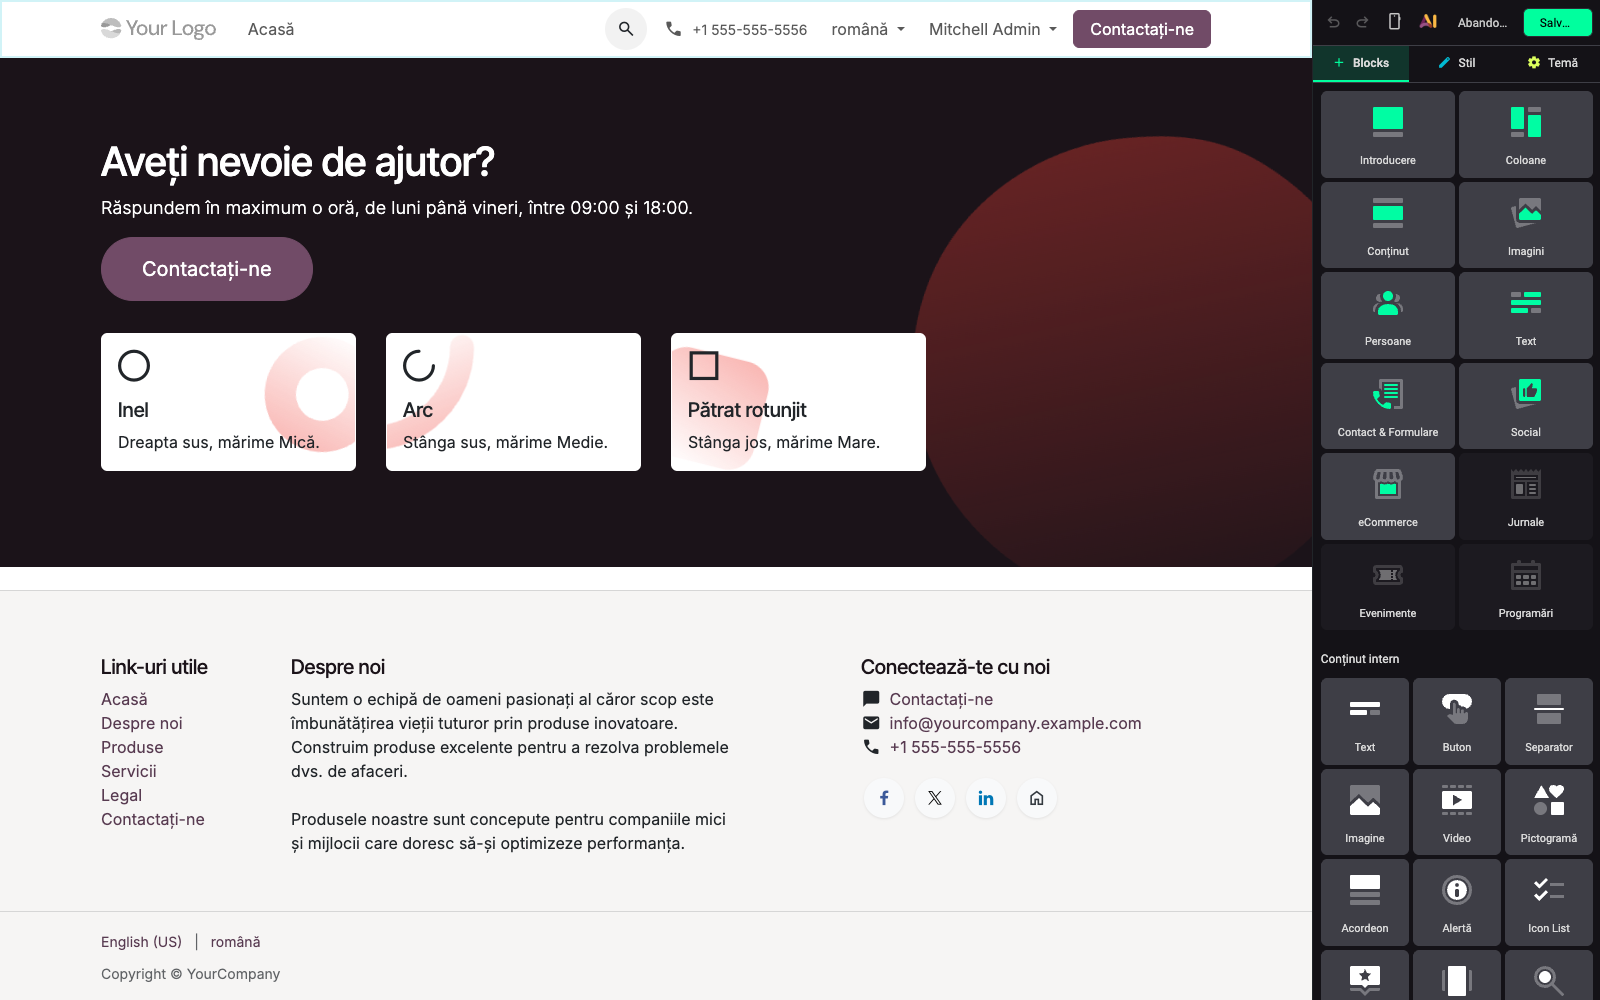 Your Logo
Acasă
+1 555-555-5556
română
Mitchell Admin
Contactați-ne
Abando...
Salv...
Blocks
Stil
Temă
Aveți nevoie de ajutor?
Răspundem în maximum o oră, de luni până vineri, între 09:00 și 18:00.
Contactați-ne
Inel
Dreapta sus, mărime Mică.
Arc
Stânga sus, mărime Medie.
Pătrat rotunjit
Stânga jos, mărime Mare.
Link-uri utile
Acasă
Despre noi
Produse
Servicii
Legal
Contactați-ne
Despre noi
Suntem o echipă de oameni pasionați al căror scop este
îmbunătățirea vieții tuturor prin produse inovatoare.
Construim produse excelente pentru a rezolva problemele
dvs. de afaceri.
Produsele noastre sunt concepute pentru companiile mici
și mijlocii care doresc să-și optimizeze performanța.
Conectează-te cu noi
Contactați-ne
info@yourcompany.example.com
+1 555-555-5556
English (US)
română
Copyright © YourCompany
Introducere
Coloane
Conținut
Imagini
Persoane
Text
Contact & Formulare
Social
eCommerce
Jurnale
Evenimente
Programări
Conținut intern
Text
Buton
Separator
Imagine
Video
Pictogramă
Acordeon
Alertă
Icon List